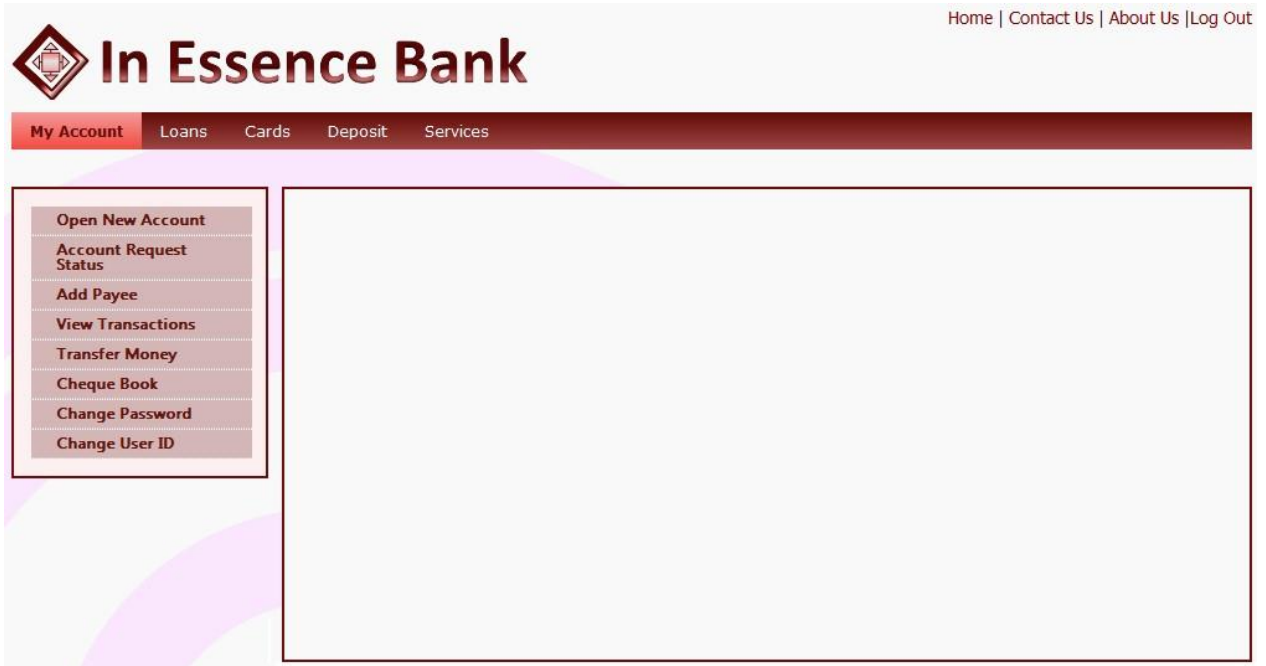 Home | Contact Us | About Us |Log Out
In Essence Bank
My Account Loans Cards Deposit Services
Open New Account
Account Request
Status
Add Payee
View Transactions
Transfer Money
Cheque Book
Change Password
Change User ID